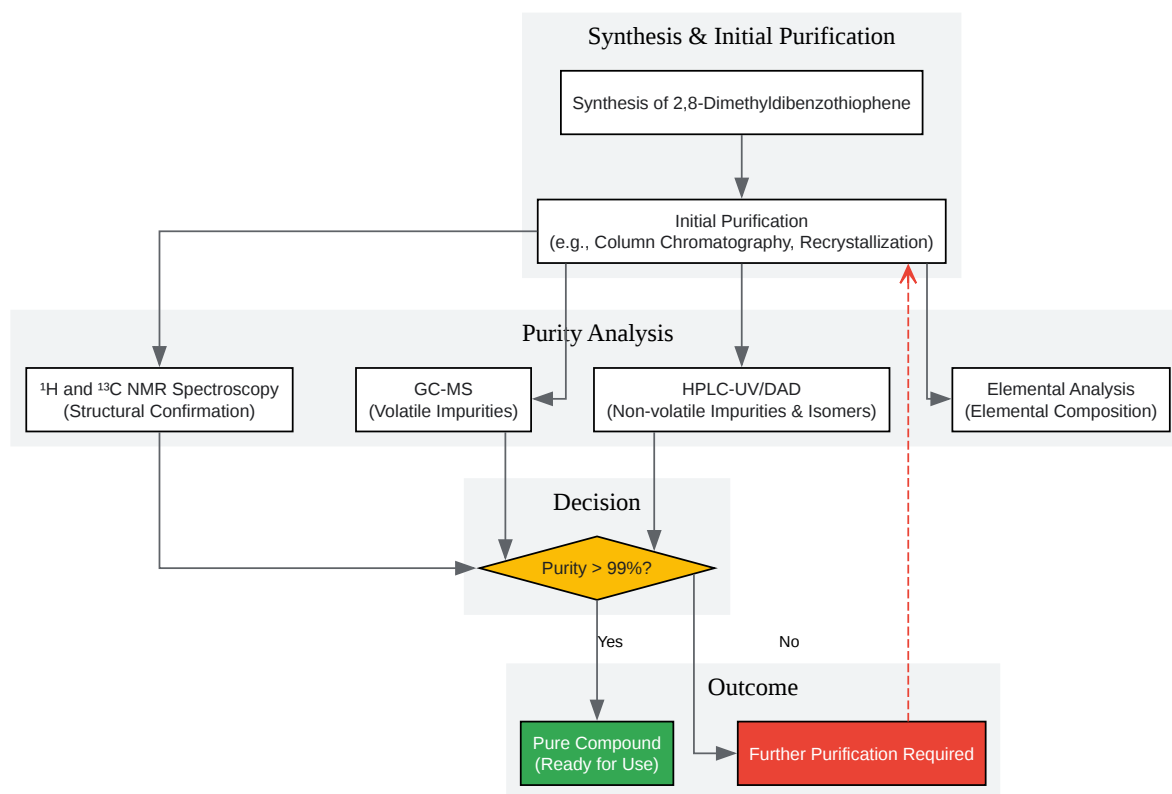 Synthesis & Initial Purification
Synthesis of 2,8-Dimethyldibenzothiophene
Initial Purification
(e.g., Column Chromatography, Recrystallization)
Purity Analysis
¹H and ¹³C NMR Spectroscopy
(Structural Confirmation)
GC-MS
(Volatile Impurities)
HPLC-UV/DAD
(Non-volatile Impurities & Isomers)
Elemental Analysis
(Elemental Composition)
Decision
Purity > 99%?
Yes
No
Outcome
Pure Compound
(Ready for Use)
Further Purification Required